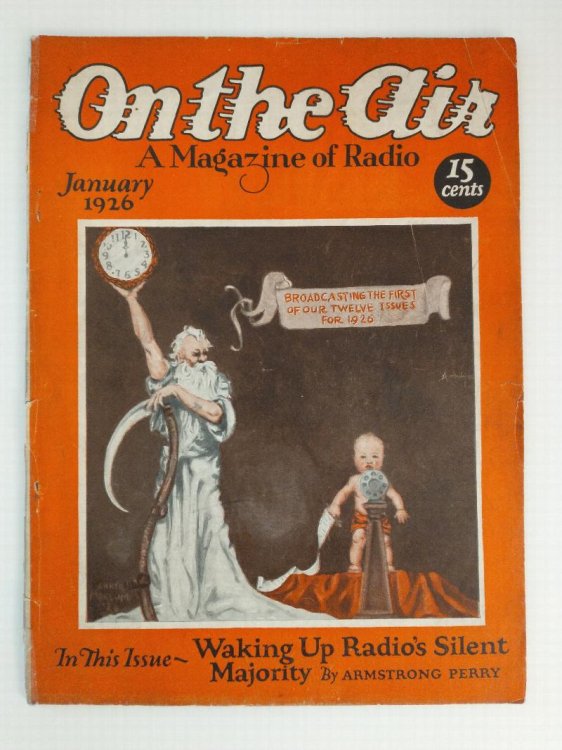 On the Air
A Magazine of Radio
January
1926
15
cents
12
BROADCASTING THE FIRST
OF OUR TWELVE ISSUES
FOR 1926
In This Issue~
Waking Up Radio's Silent
Majority By ARMSTRONG PERRY